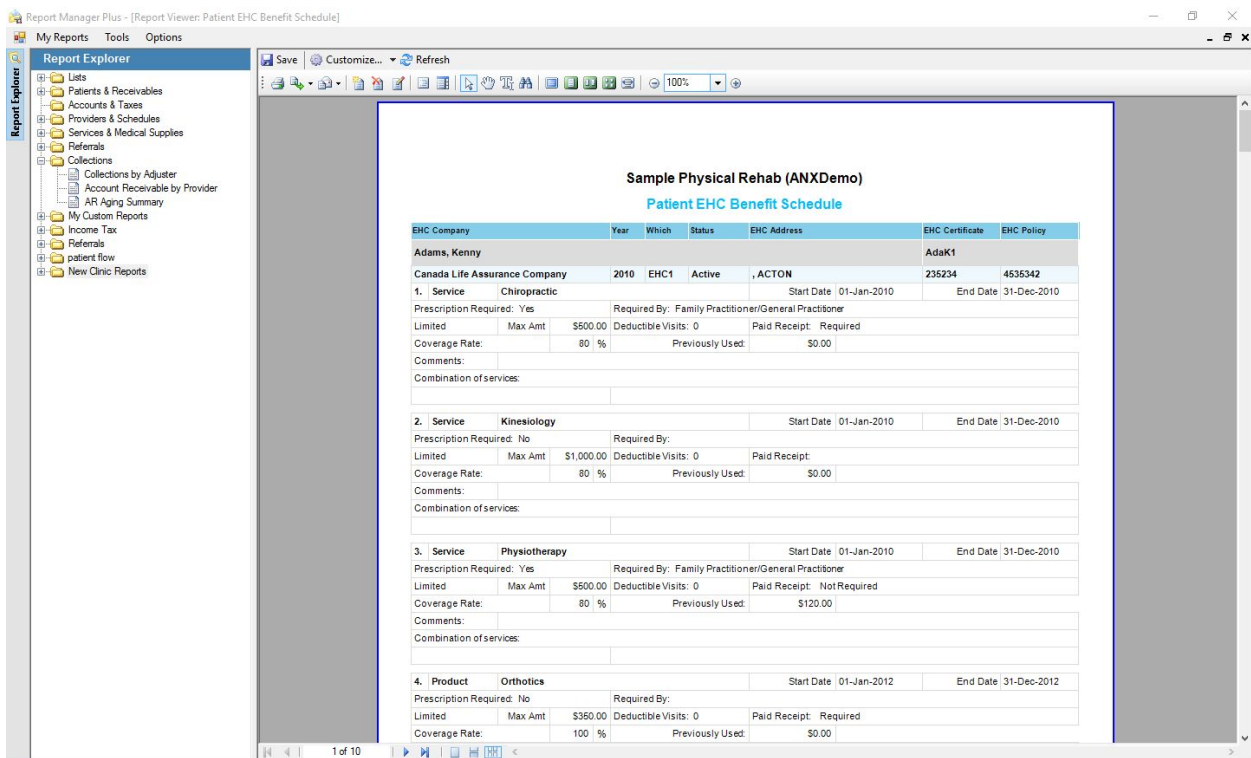 Report Manager Plus - [Report Viewer: Patient EHC Benefit Schedule]
My Reports Tools Options
Report Explorer
Report Explorer
Lists
Patients & Receivables
Accounts & Taxes
Providers & Schedules
Services & Medical Supplies
Referrals
Collections
Collections by Adjuster
Account Receivable by Provider
AR Aging Summary
My Custom Reports
Income Tax
Referrals
patient flow
New Clinic Reports
Save Customize... Refresh
100%
Sample Physical Rehab (ANXDemo)
Patient EHC Benefit Schedule
EHC Company Year Which Status EHC Address EHC Certificate EHC Policy
Adams, Kenny AdaK1
Canada Life Assurance Company 2010 EHC1 Active , ACTON 235234 4535342
1. Service Chiropractic Start Date 01-Jan-2010 End Date 31-Dec-2010
Prescription Required: Yes Required By: Family Practitioner/General Practitioner
Limited Max Amt $500.00 Deductible Visits: 0 Paid Receipt: Required
Coverage Rate: 80 % Previously Used: $0.00
Comments:
Combination of services:
2. Service Kinesiology Start Date 01-Jan-2010 End Date 31-Dec-2010
Prescription Required: No Required By:
Limited Max Amt $1,000.00 Deductible Visits: 0 Paid Receipt:
Coverage Rate: 80 % Previously Used: $0.00
Comments:
Combination of services:
3. Service Physiotherapy Start Date 01-Jan-2010 End Date 31-Dec-2010
Prescription Required: Yes Required By: Family Practitioner/General Practitioner
Limited Max Amt $500.00 Deductible Visits: 0 Paid Receipt: Not Required
Coverage Rate: 80 % Previously Used: $120.00
Comments:
Combination of services:
4. Product Orthotics Start Date 01-Jan-2012 End Date 31-Dec-2012
Prescription Required: No Required By:
Limited Max Amt $350.00 Deductible Visits: 0 Paid Receipt: Required
Coverage Rate: 100 % Previously Used: $0.00
1 of 10